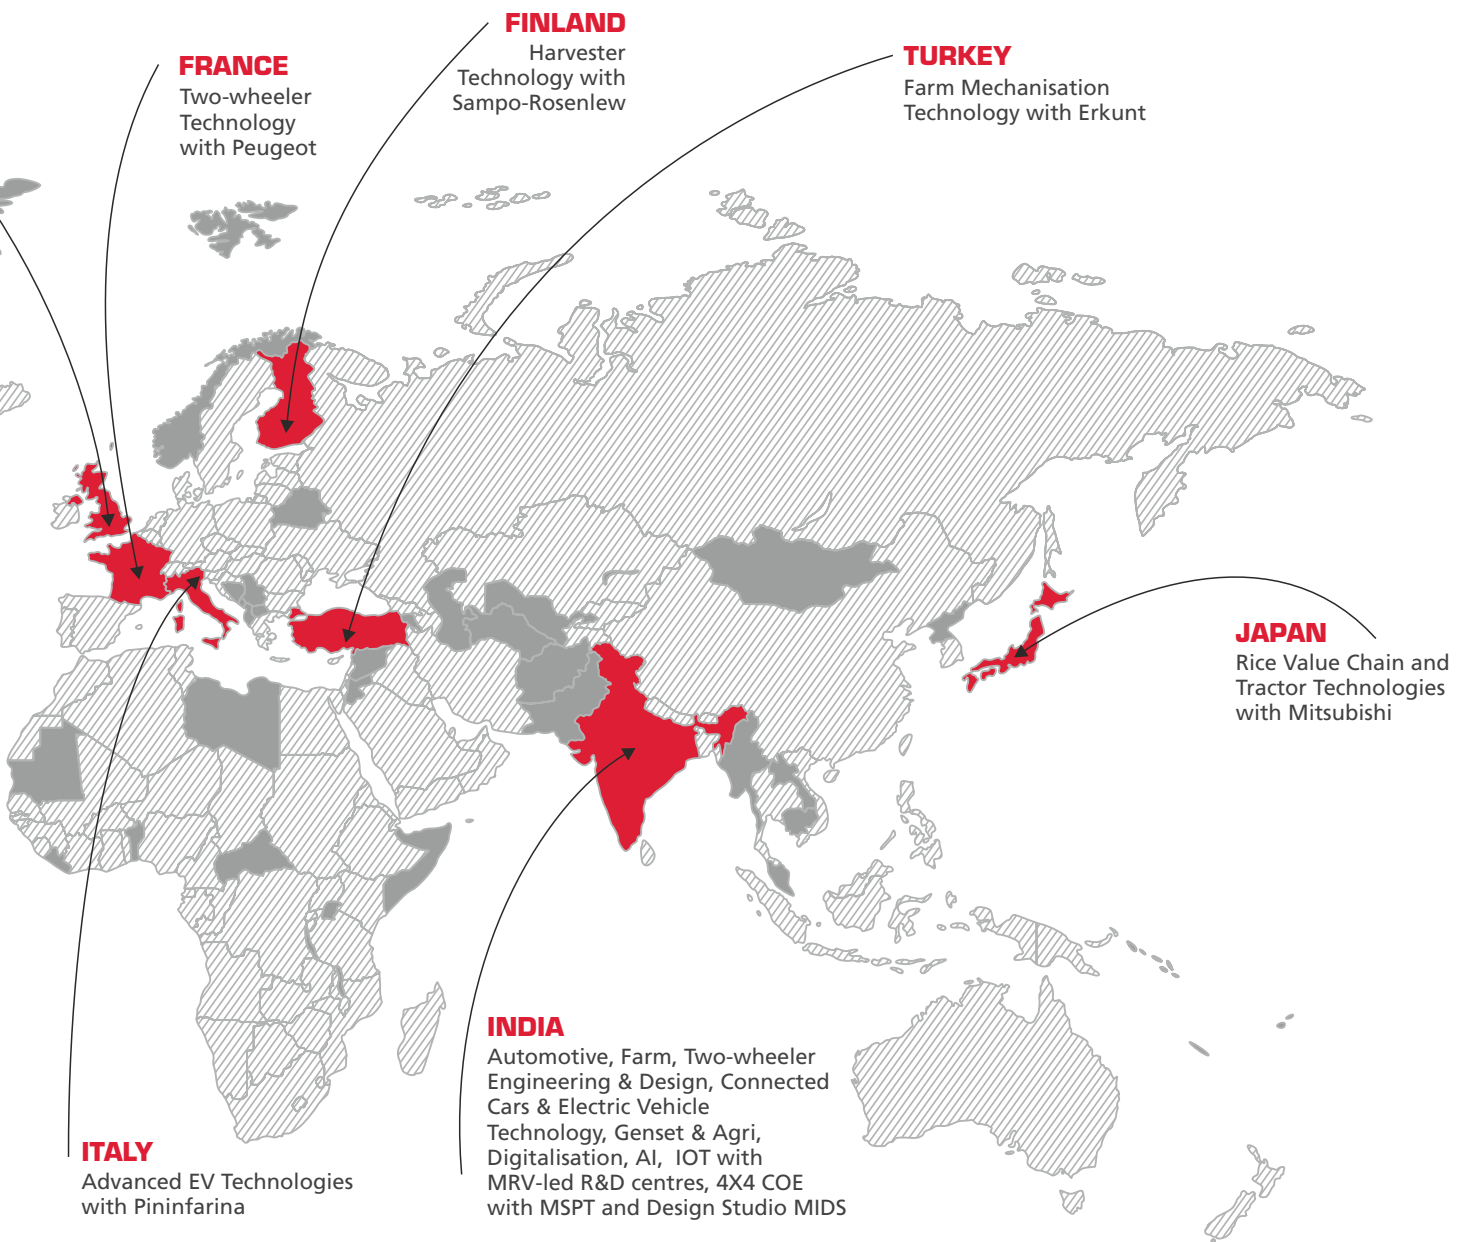 FINLAND
Harvester
Technology with
Sampo-Rosenlew
FRANCE
Two-wheeler
Technology
with Peugeot
TURKEY
Farm Mechanisation
Technology with Erkunt
JAPAN
Rice Value Chain and
Tractor Technologies
with Mitsubishi
INDIA
Automotive, Farm, Two-wheeler
Engineering & Design, Connected
Cars & Electric Vehicle
Technology, Genset & Agri,
Digitalisation, AI, IOT with
MRV-led R&D centres, 4X4 COE
with MSPT and Design Studio MIDS
ITALY
Advanced EV Technologies
with Pininfarina